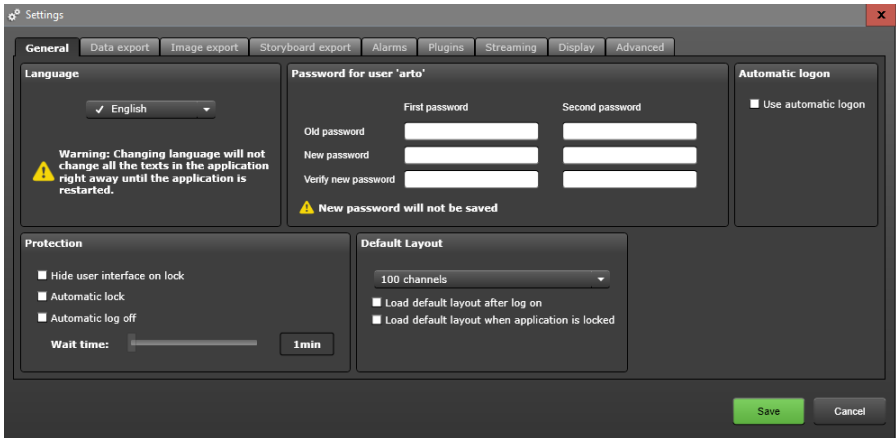 Settings
General Data export Image export Storyboard export Alarms Plugins Streaming Display Advanced
Language
English
Warning: Changing language will not
change all the texts in the application
right away until the application is
restarted.
Password for user 'arto'
First password Second password
Old password
New password
Verify new password
New password will not be saved
Automatic logon
Use automatic logon
Protection
Hide user interface on lock
Automatic lock
Automatic log off
Wait time: 1min
Default Layout
100 channels
Load default layout after log on
Load default layout when application is locked
Save Cancel